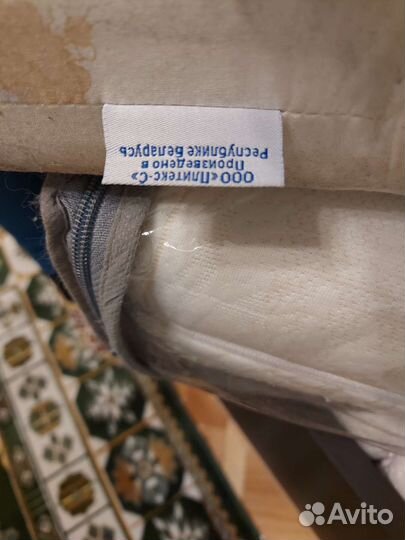 ООО «Плитекс-С»
Произведено в
Республике Беларусь
Avito